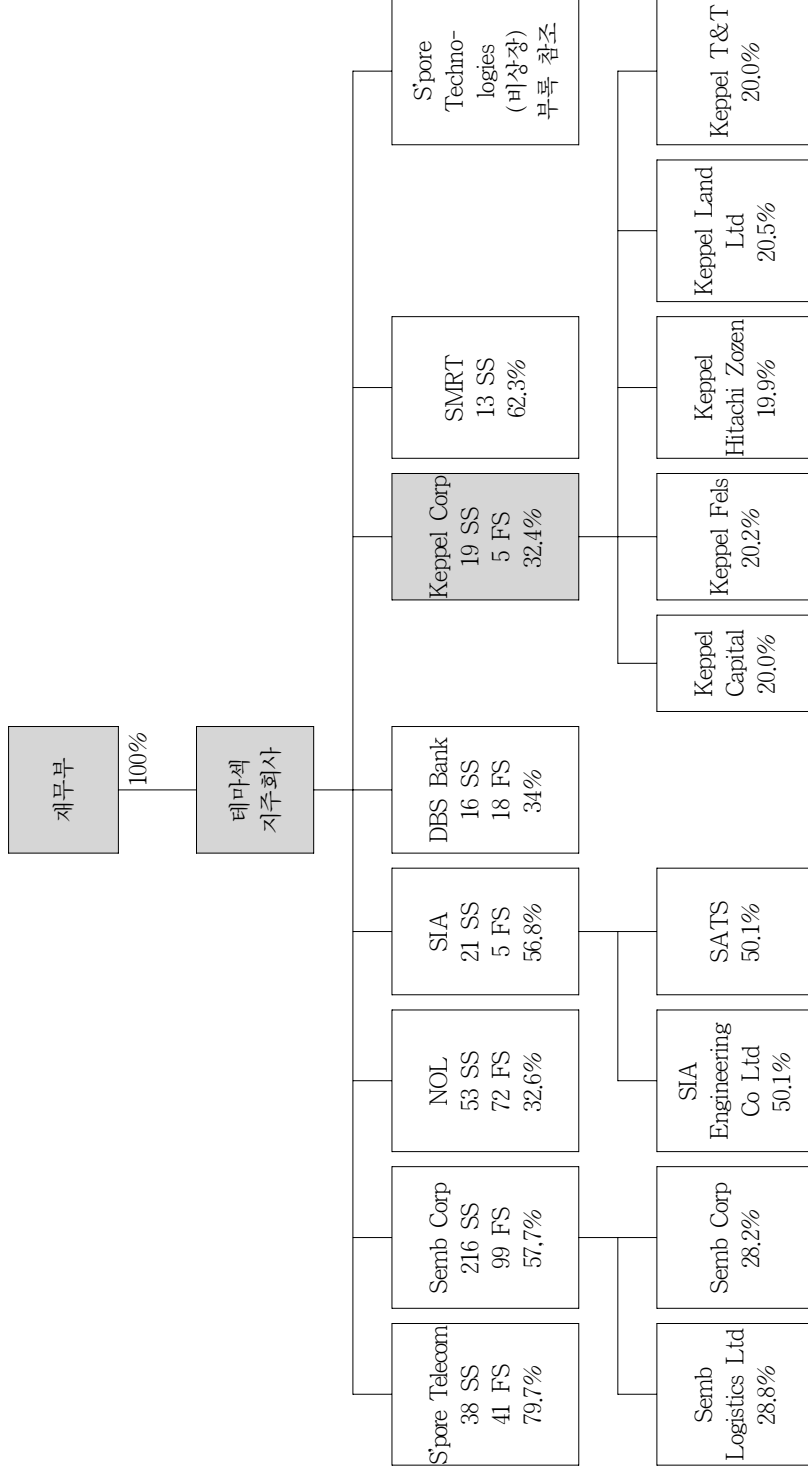 재무부
100%
테마섹
지주회사
S'pore Telecom
38 SS
41 FS
79.7%
Semb Corp
216 SS
99 FS
57.7%
NOL
53 SS
72 FS
32.6%
SIA
21 SS
5 FS
56.8%
DBS Bank
16 SS
18 FS
34%
Keppel Corp
19 SS
5 FS
32.4%
SMRT
13 SS
62.3%
S'pore
Techno-
logies
(비상장)
부록 참조
Semb
Logistics Ltd
28.8%
Semb Corp
28.2%
SIA
Engineering
Co Ltd
50.1%
SATS
50.1%
Keppel
Capital
20.0%
Keppel Fels
20.2%
Keppel
Hitachi Zozen
19.9%
Keppel Land
Ltd
20.5%
Keppel T&T
20.0%